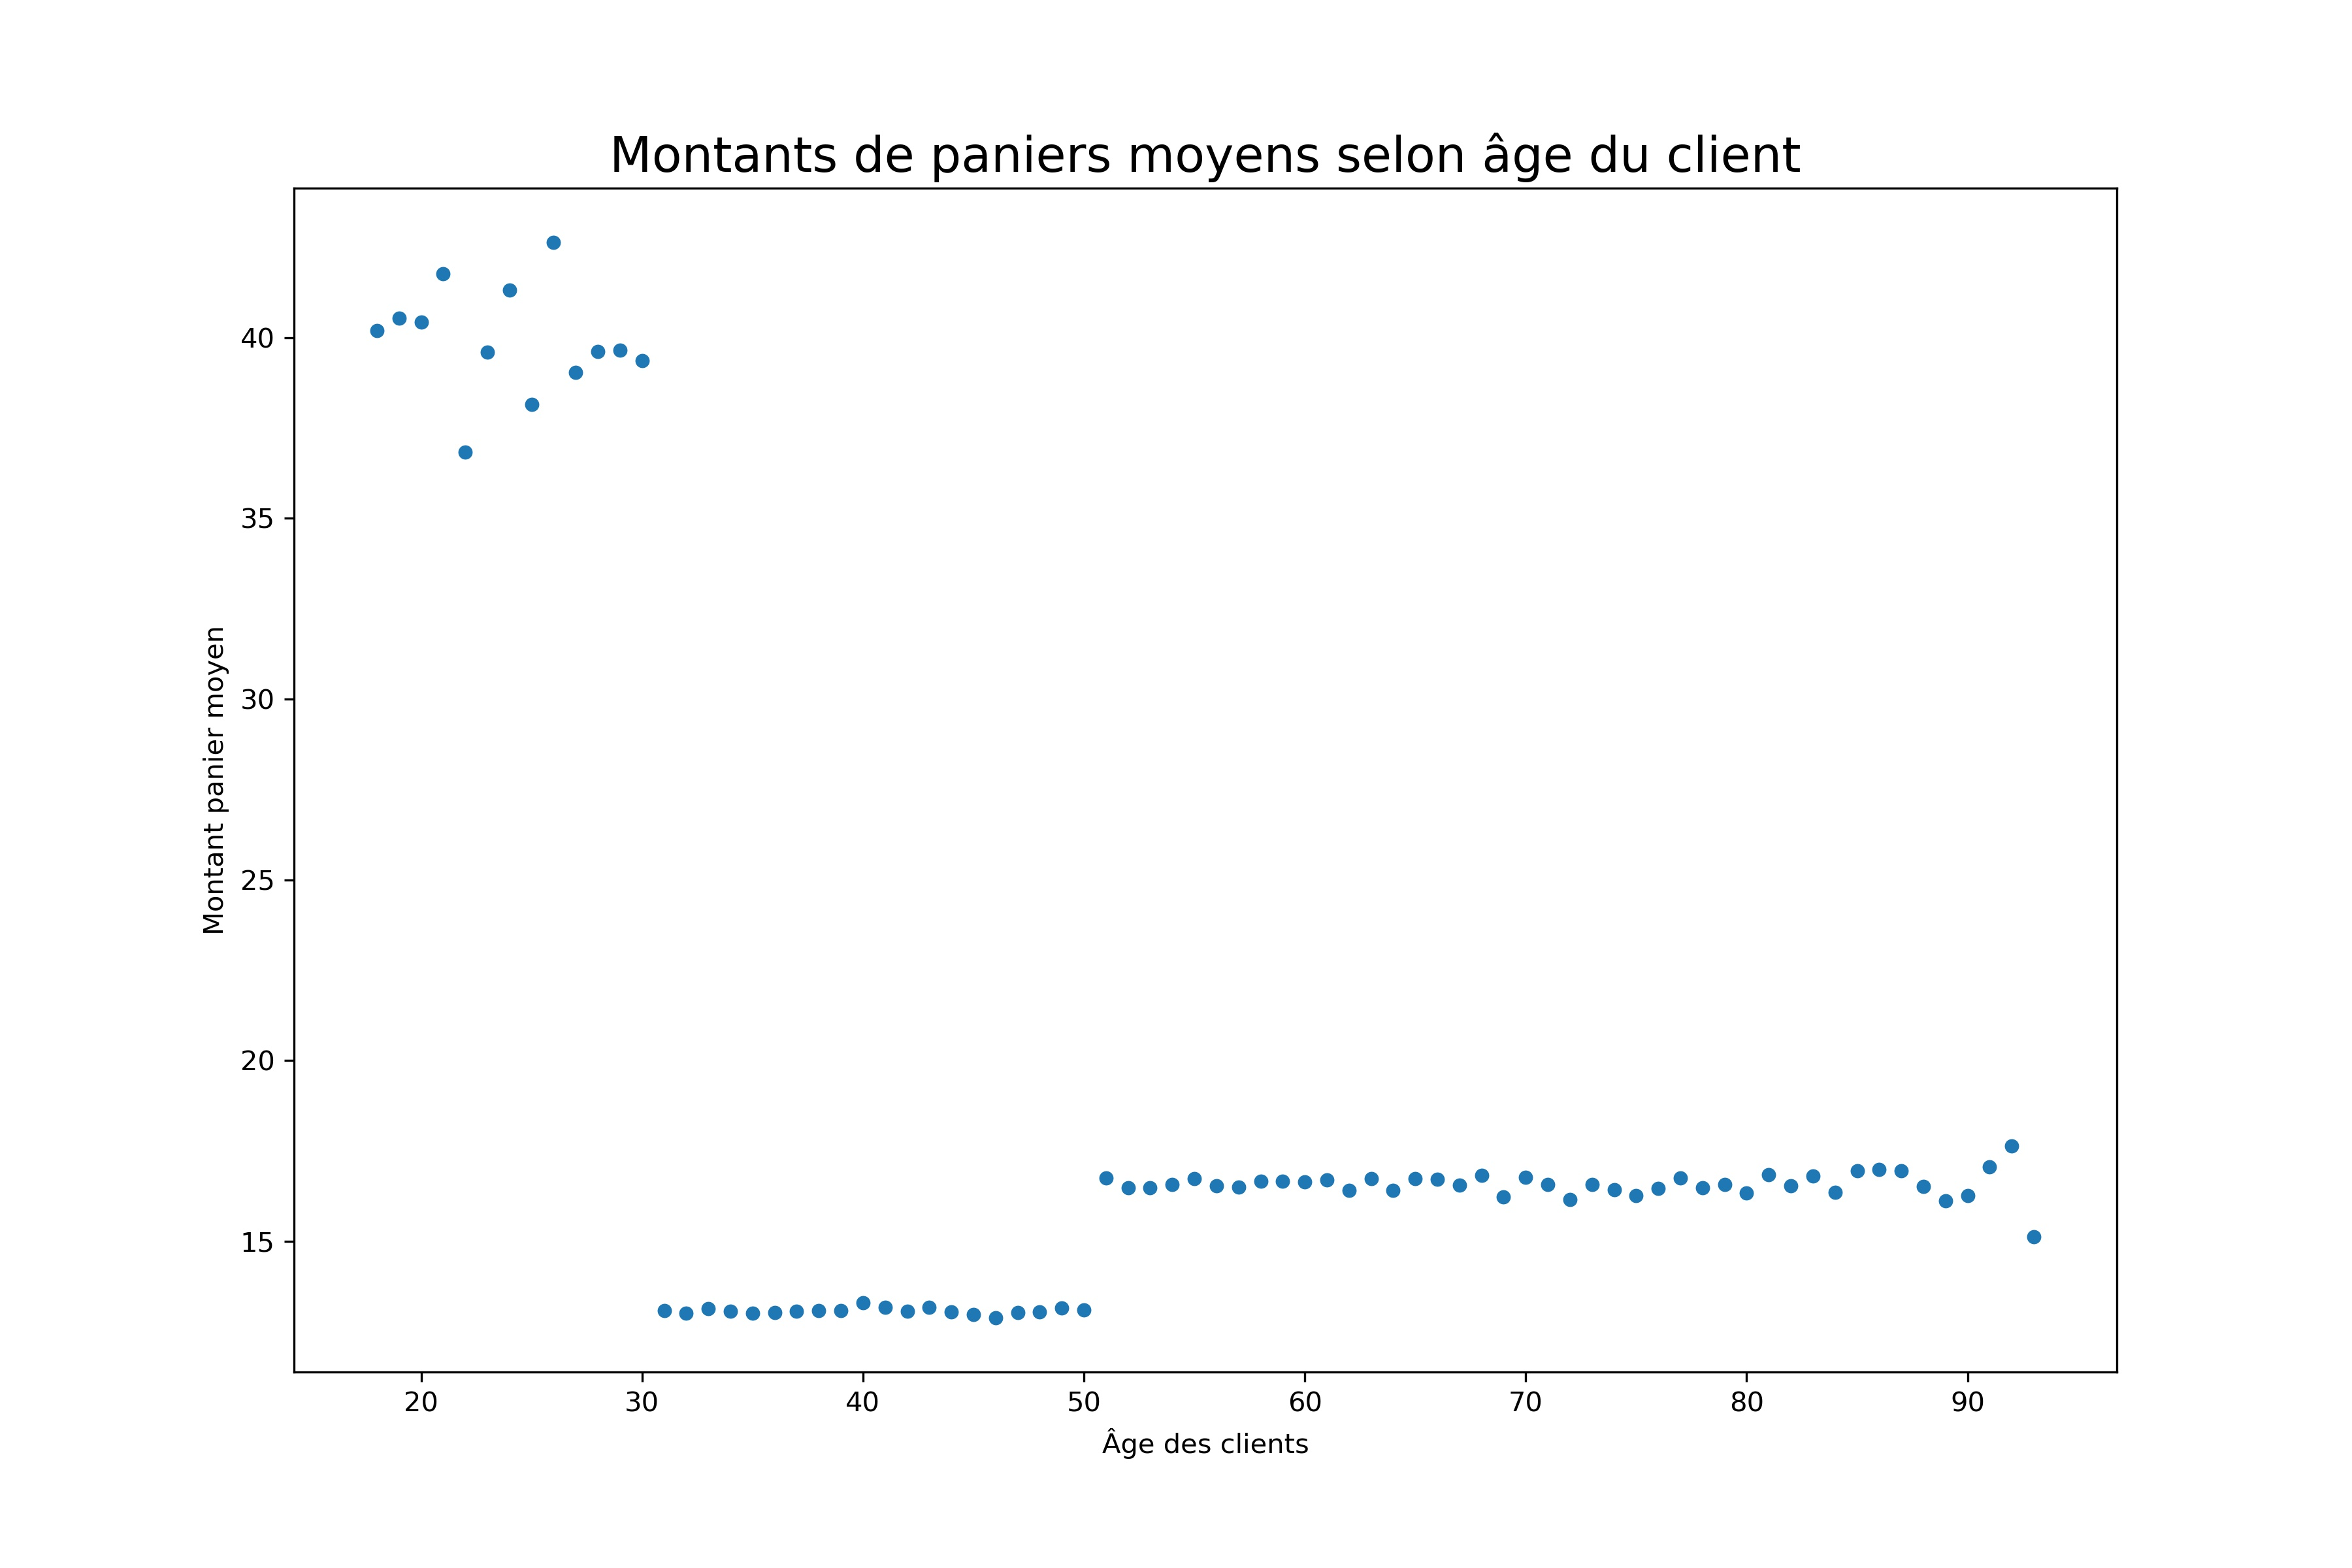 Montants de paniers moyens selon âge du client
Montant panier moyen
40
35
30
25
20
15
20 30 40 50 60 70 80 90
Âge des clients